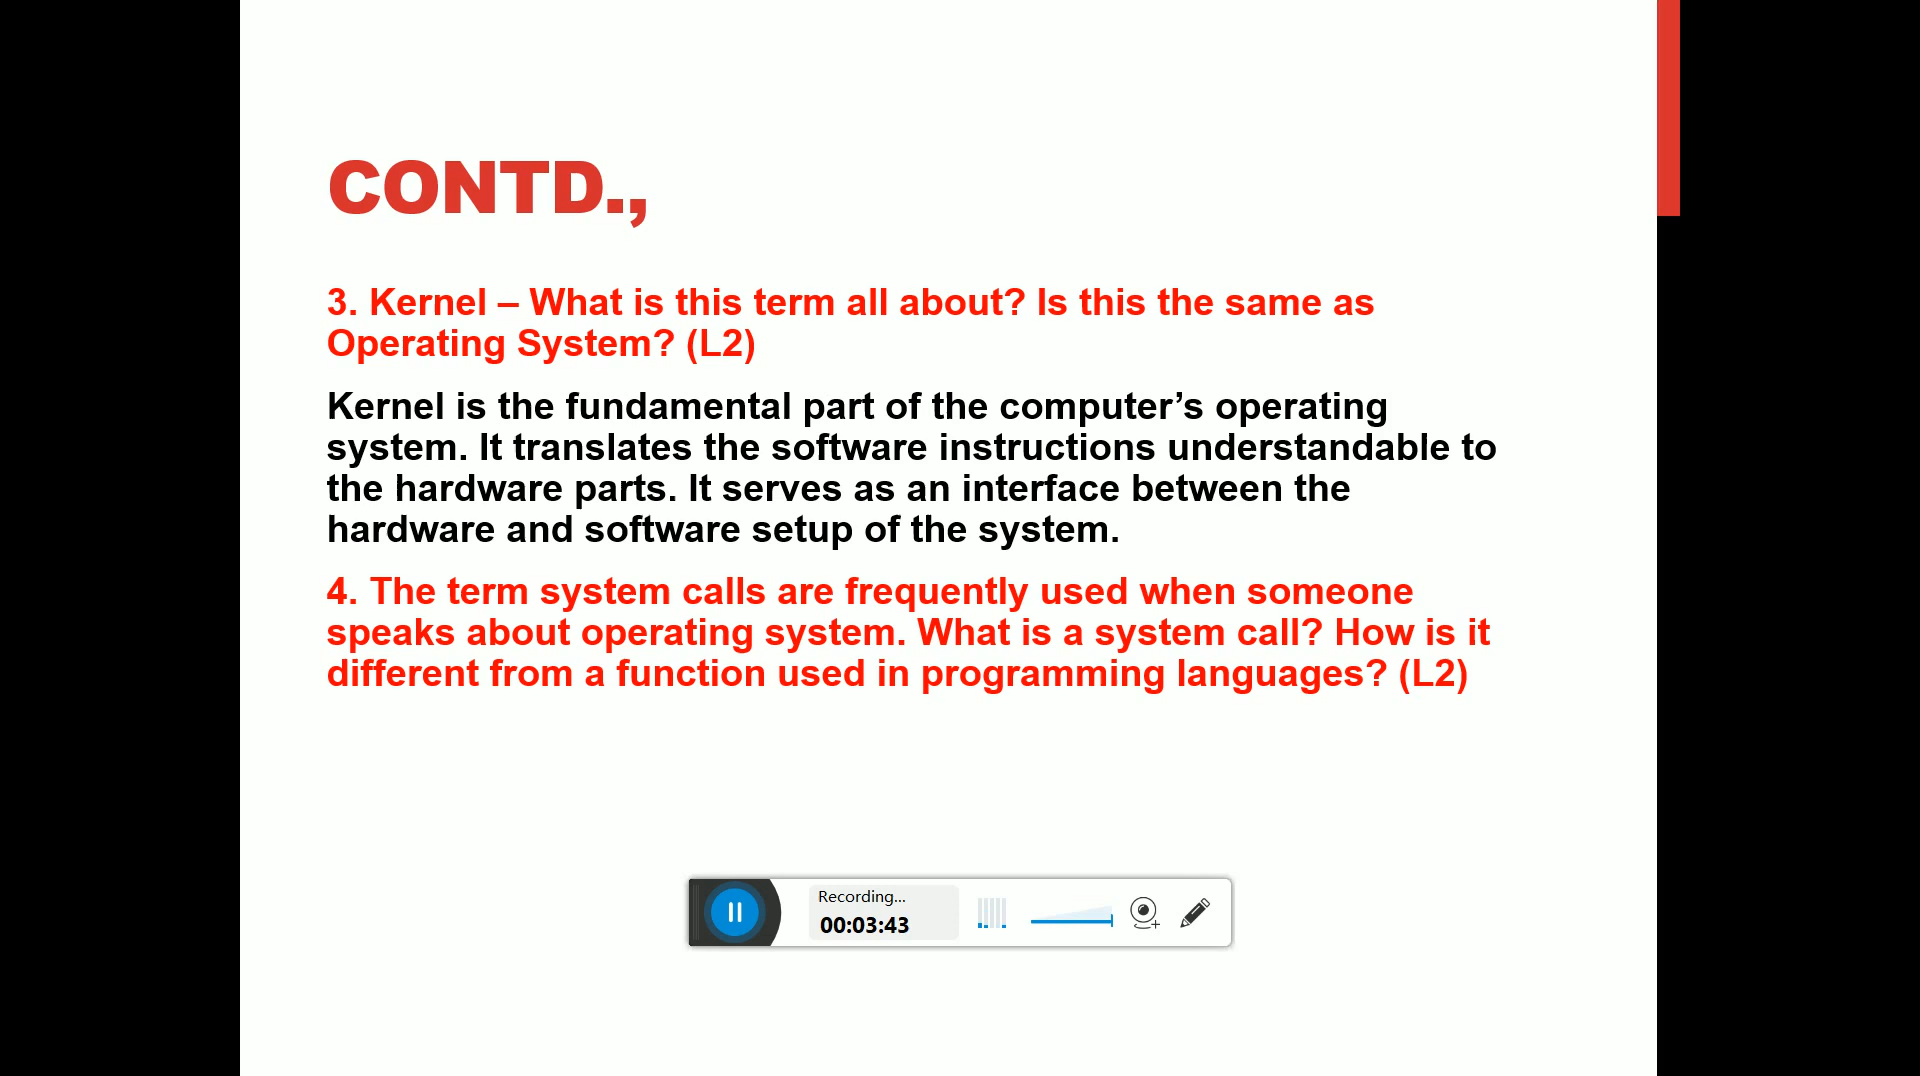 CONTD.,
3. Kernel – What is this term all about? Is this the same as
Operating System? (L2)
Kernel is the fundamental part of the computer’s operating
system. It translates the software instructions understandable to
the hardware parts. It serves as an interface between the
hardware and software setup of the system.
4. The term system calls are frequently used when someone
speaks about operating system. What is a system call? How is it
different from a function used in programming languages? (L2)
Recording...
00:03:43